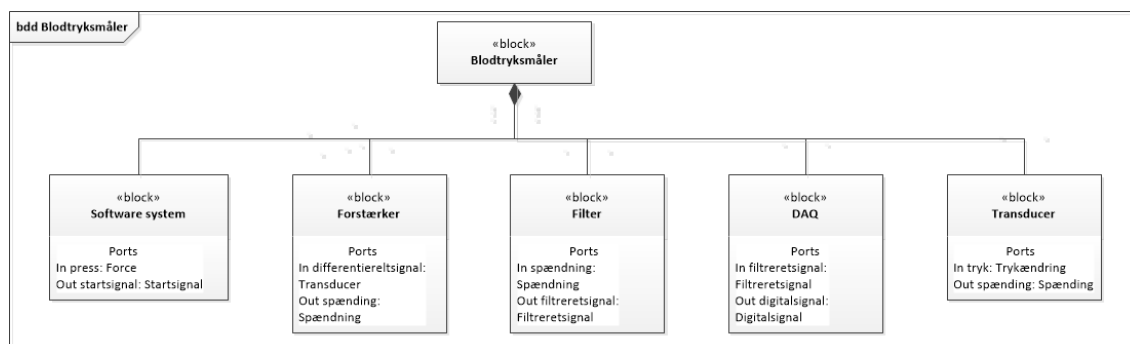 bdd Blodtryksmåler
«block»
Blodtryksmåler
«block»
Software system
Ports
In press: Force
Out startsignal: Startsignal
«block»
Forstærker
Ports
In differentiereltsignal:
Transducer
Out spænding:
Spændning
«block»
Filter
Ports
In spændning:
Spændning
Out filtreretsignal:
Filtreretsignal
«block»
DAQ
Ports
In filtreretsignal:
Filtreretsignal
Out digitalsignal:
Digitalsignal
«block»
Transducer
Ports
In tryk: Trykændring
Out spænding: Spænding